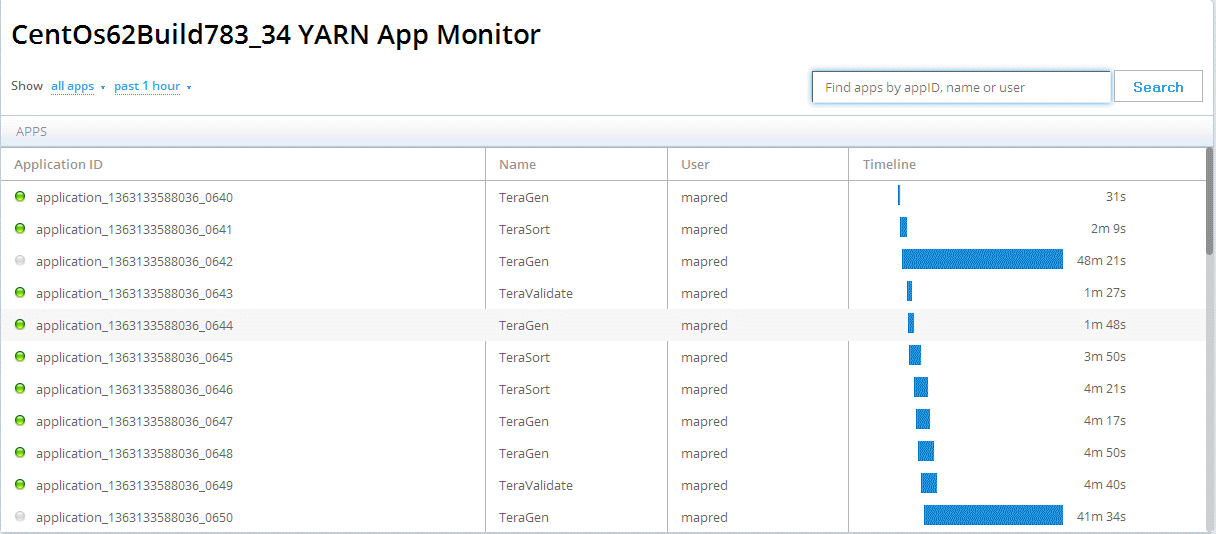 CentOs62Build783_34 YARN App Monitor
Show all apps past 1 hour Find apps by appID, name or user Search
APPS
Application ID Name User Timeline
application_1363133588036_0640 TeraGen mapred 31s
application_1363133588036_0641 TeraSort mapred 2m 9s
application_1363133588036_0642 TeraGen mapred 48m 21s
application_1363133588036_0643 TeraValidate mapred 1m 27s
application_1363133588036_0644 TeraGen mapred 1m 48s
application_1363133588036_0645 TeraSort mapred 3m 50s
application_1363133588036_0646 TeraSort mapred 4m 21s
application_1363133588036_0647 TeraGen mapred 4m 17s
application_1363133588036_0648 TeraGen mapred 4m 50s
application_1363133588036_0649 TeraValidate mapred 4m 40s
application_1363133588036_0650 TeraGen mapred 41m 34s